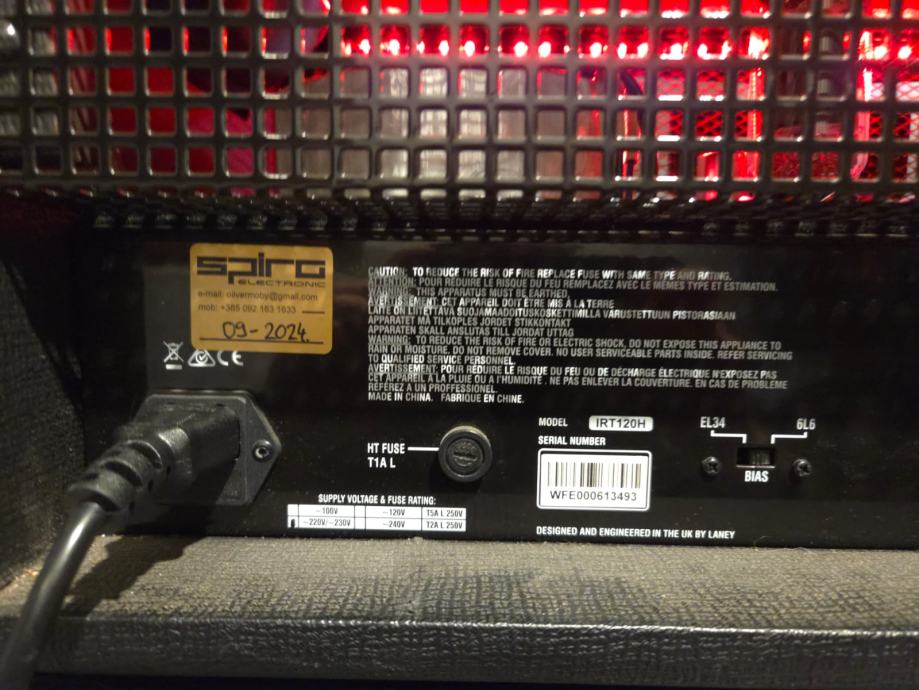 spiro
ELECTRONIC
e-mail: olivermoby@gmail.com
mob: +385 092 163 1633
09-2024.
CE
CAUTION: TO REDUCE THE RISK OF FIRE REPLACE FUSE WITH SAME TYPE AND RATING.
ATTENTION: POUR REDUIRE LE RISQUE DU FEU REMPLACEZ AVEC LE MÊMES TYPE ET ESTIMATION.
WARNING: THIS APPARATUS MUST BE EARTHED.
AVERTISSEMENT: CET APPAREIL DOIT ÊTRE MIS A LA TERRE
LAITE ON LIITETTAVA SUOJAMAADOITUSKOSKETTIMILLA VARUSTETTUUN PISTORASIAAN
APPARATET MA TILKOPLES JORDET STIKKONTAKT
APPARATEN SKALL ANSLUTAS TILL JORDAT UTTAG
WARNING: TO REDUCE THE RISK OF FIRE OR ELECTRIC SHOCK, DO NOT EXPOSE THIS APPLIANCE TO
RAIN OR MOISTURE. DO NOT REMOVE COVER. NO USER SERVICEABLE PARTS INSIDE. REFER SERVICING
TO QUALIFIED SERVICE PERSONNEL.
AVERTISSEMENT: POUR RÉDUIRE LE RISQUE DU FEU OU DE DÉCHARGE ÉLECTRIQUE N'EXPOSEZ PAS
CET APPAREIL A LA PLUIE OU A l'HUMIDITÉ. NE PAS ENLEVER LA COUVERTURE. EN CAS DE PROBLEME
REFEREZ A UN PROFESSIONEL.
MADE IN CHINA. FABRIQUE EN CHINE.
HT FUSE
T1A L
MODEL IRT120H
SERIAL NUMBER
WFE000613493
EL34 6L6
BIAS
SUPPLY VOLTAGE & FUSE RATING:
~100V ~120V T5A L 250V
~220V/~230V ~240V T2A L 250V
DESIGNED AND ENGINEERED IN THE UK BY LANEY